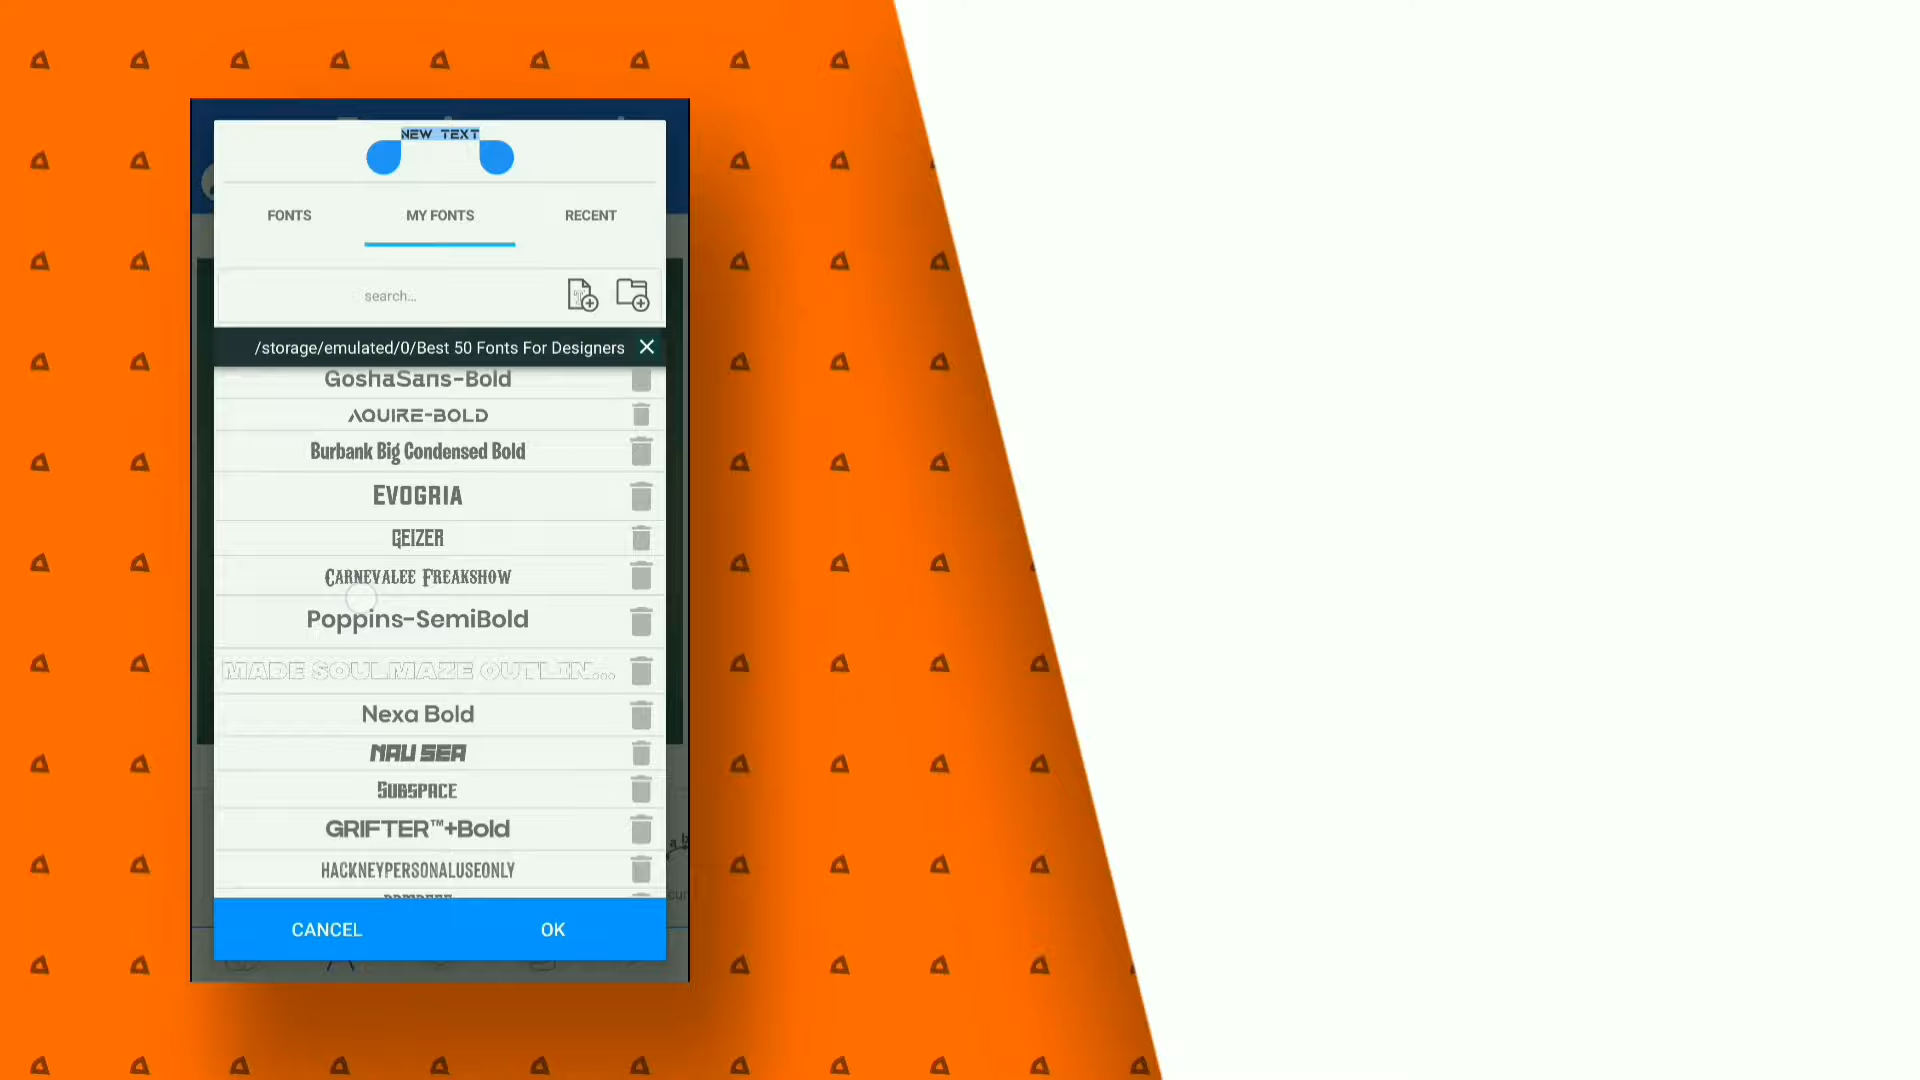 NEW TEXT
FONTS
MY FONTS
RECENT
search...
/storage/emulated/0/Best 50 Fonts For Designers
GoshaSans-Bold
AQUIRE-BOLD
Burbank Big Condensed Bold
EVOGRIA
GEIZER
CARNEVALEE FREAKSHOW
Poppins-SemiBold
MADE SOULMAZE OUTLIN...
Nexa Bold
NAU SEA
SUBSPACE
GRIFTER™+Bold
HACKNEYPERSONALUSEONLY
CANCEL
OK